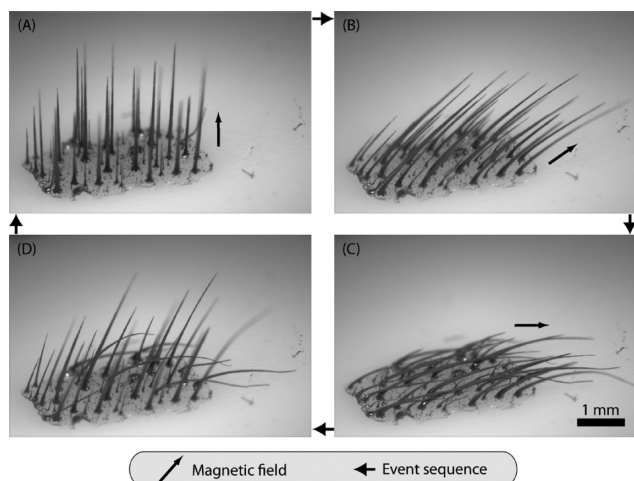 (A)
(B)
(D)
(C)
1 mm
Magnetic field
Event sequence